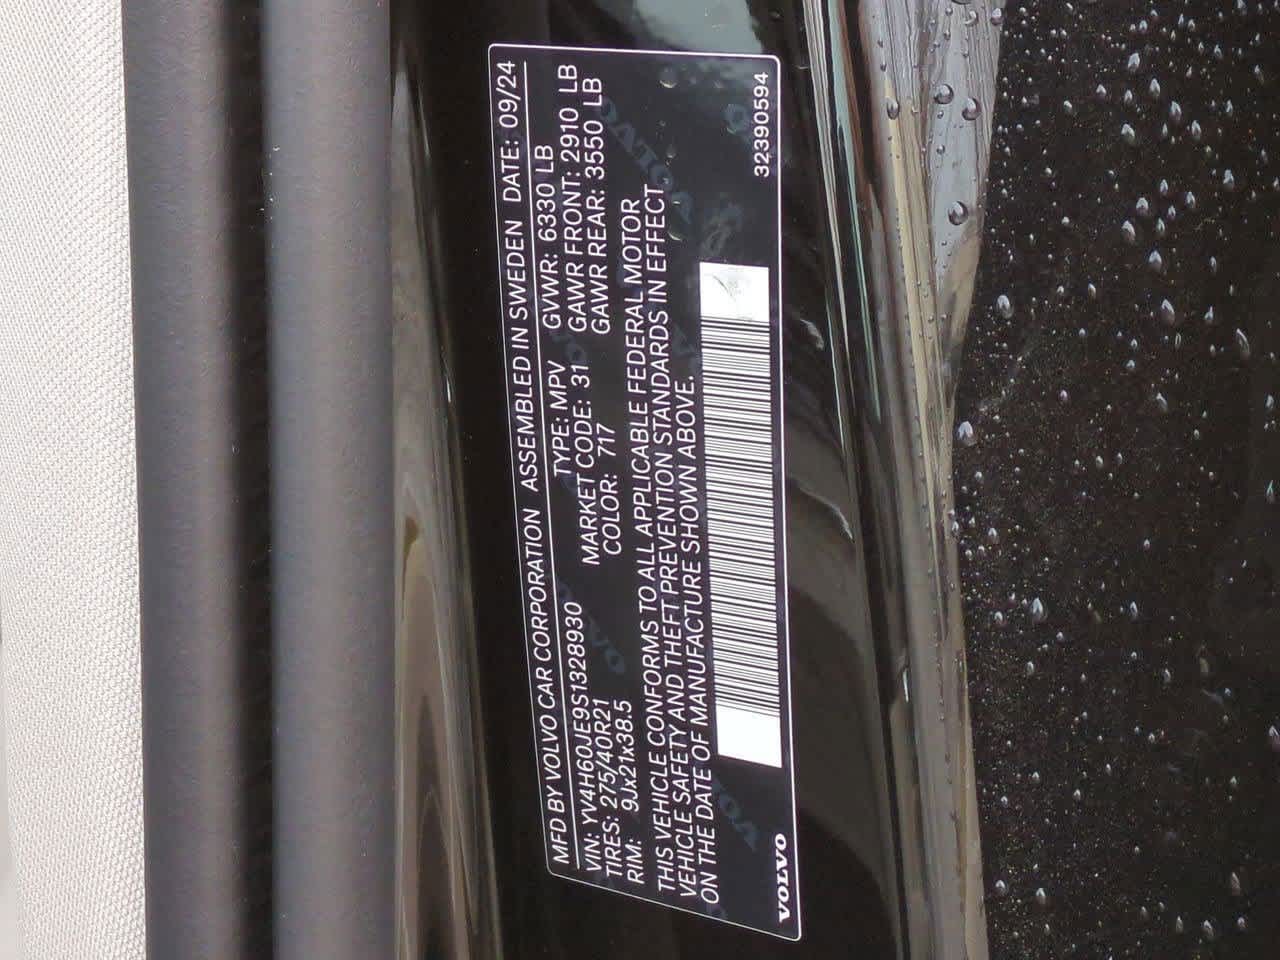 MFD BY VOLVO CAR CORPORATION ASSEMBLED IN SWEDEN DATE: 09/24
VIN: YV4H60JE9S1328930 TYPE: MPV GVWR: 6330 LB
TIRES: 275/40R21 MARKET CODE: 31 GAWR FRONT: 2910 LB
RIM: 9Jx21x38.5 COLOR: 717 GAWR REAR: 3550 LB
THIS VEHICLE CONFORMS TO ALL APPLICABLE FEDERAL MOTOR
VEHICLE SAFETY AND THEFT PREVENTION STANDARDS IN EFFECT
ON THE DATE OF MANUFACTURE SHOWN ABOVE.
VOLVO 32390594